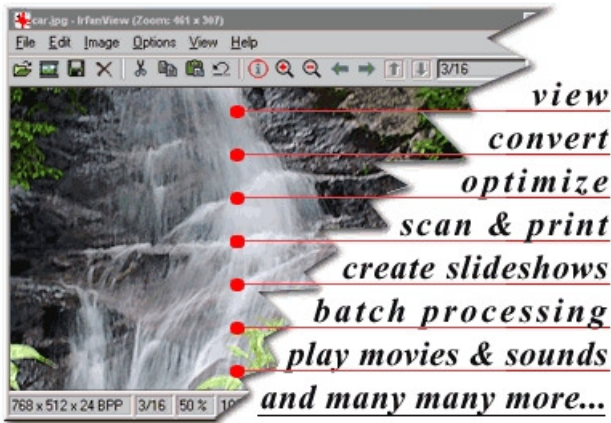 car.jpg - IrfanView (Zoom: 461 x 307)
File Edit Image Options View Help
3/16
view
convert
optimize
scan & print
create slideshows
batch processing
play movies & sounds
and many many more...
768 x 512 x 24 BPP 3/16 50 %